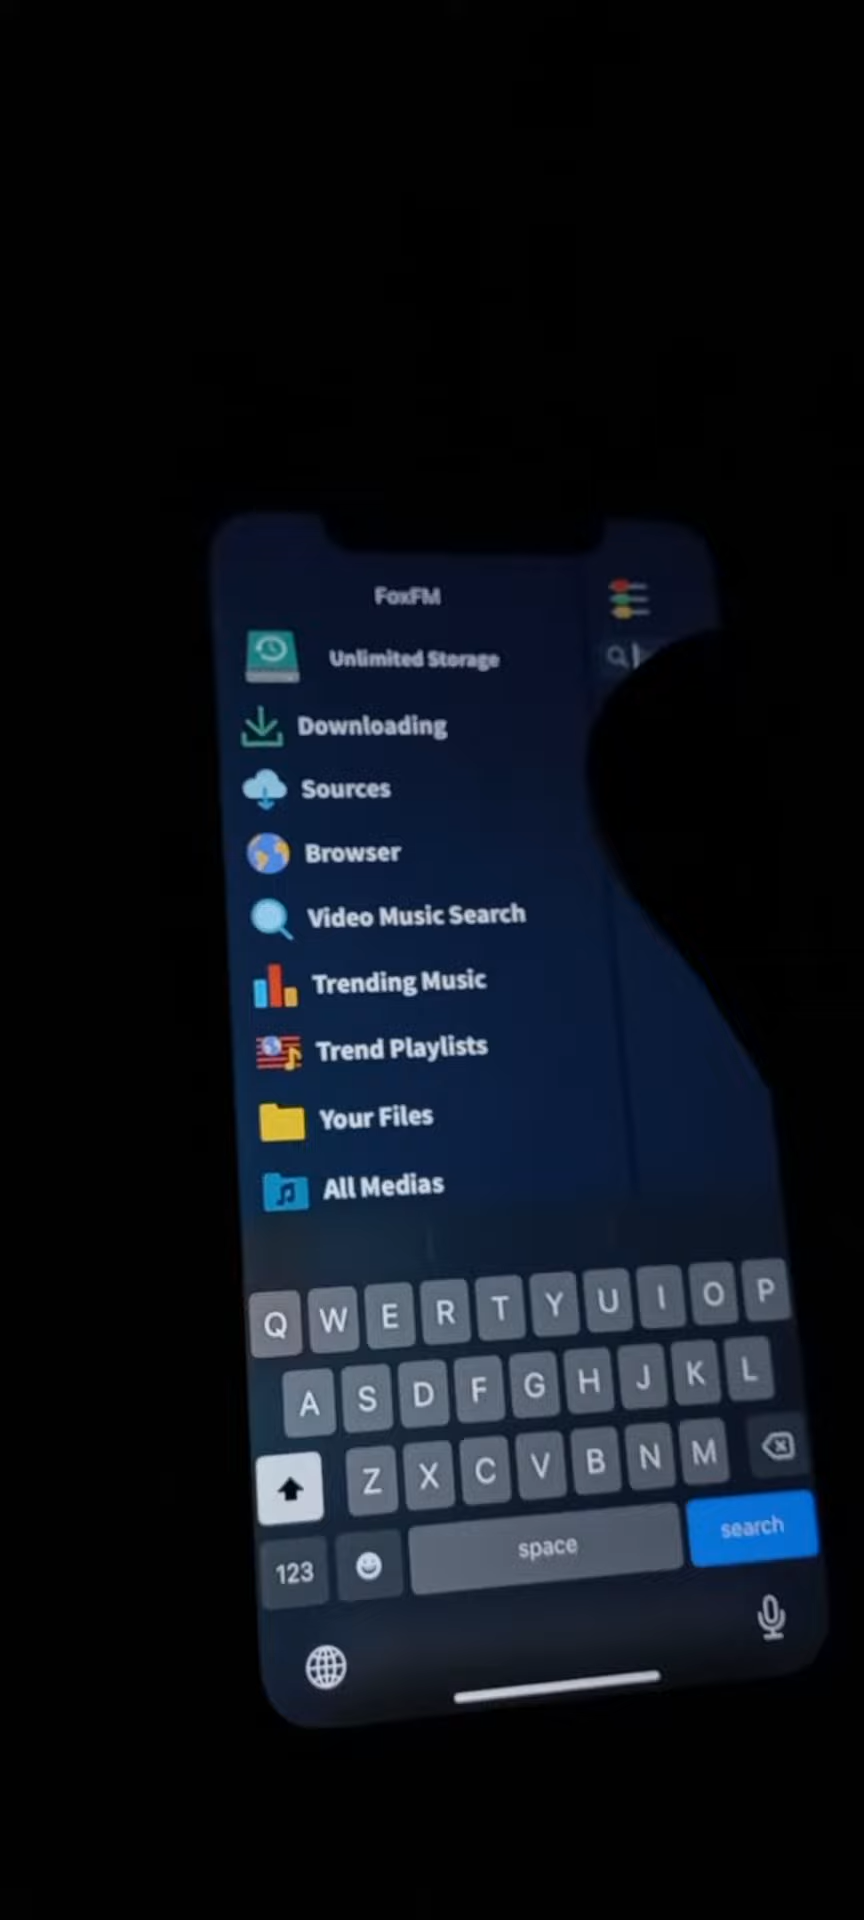 FoxFM
Unlimited Storage
Downloading
Sources
Browser
Video Music Search
Trending Music
Trend Playlists
Your Files
All Medias
Q W E R T Y U I O P
A S D F G H J K L
Z X C V B N M
123 space search